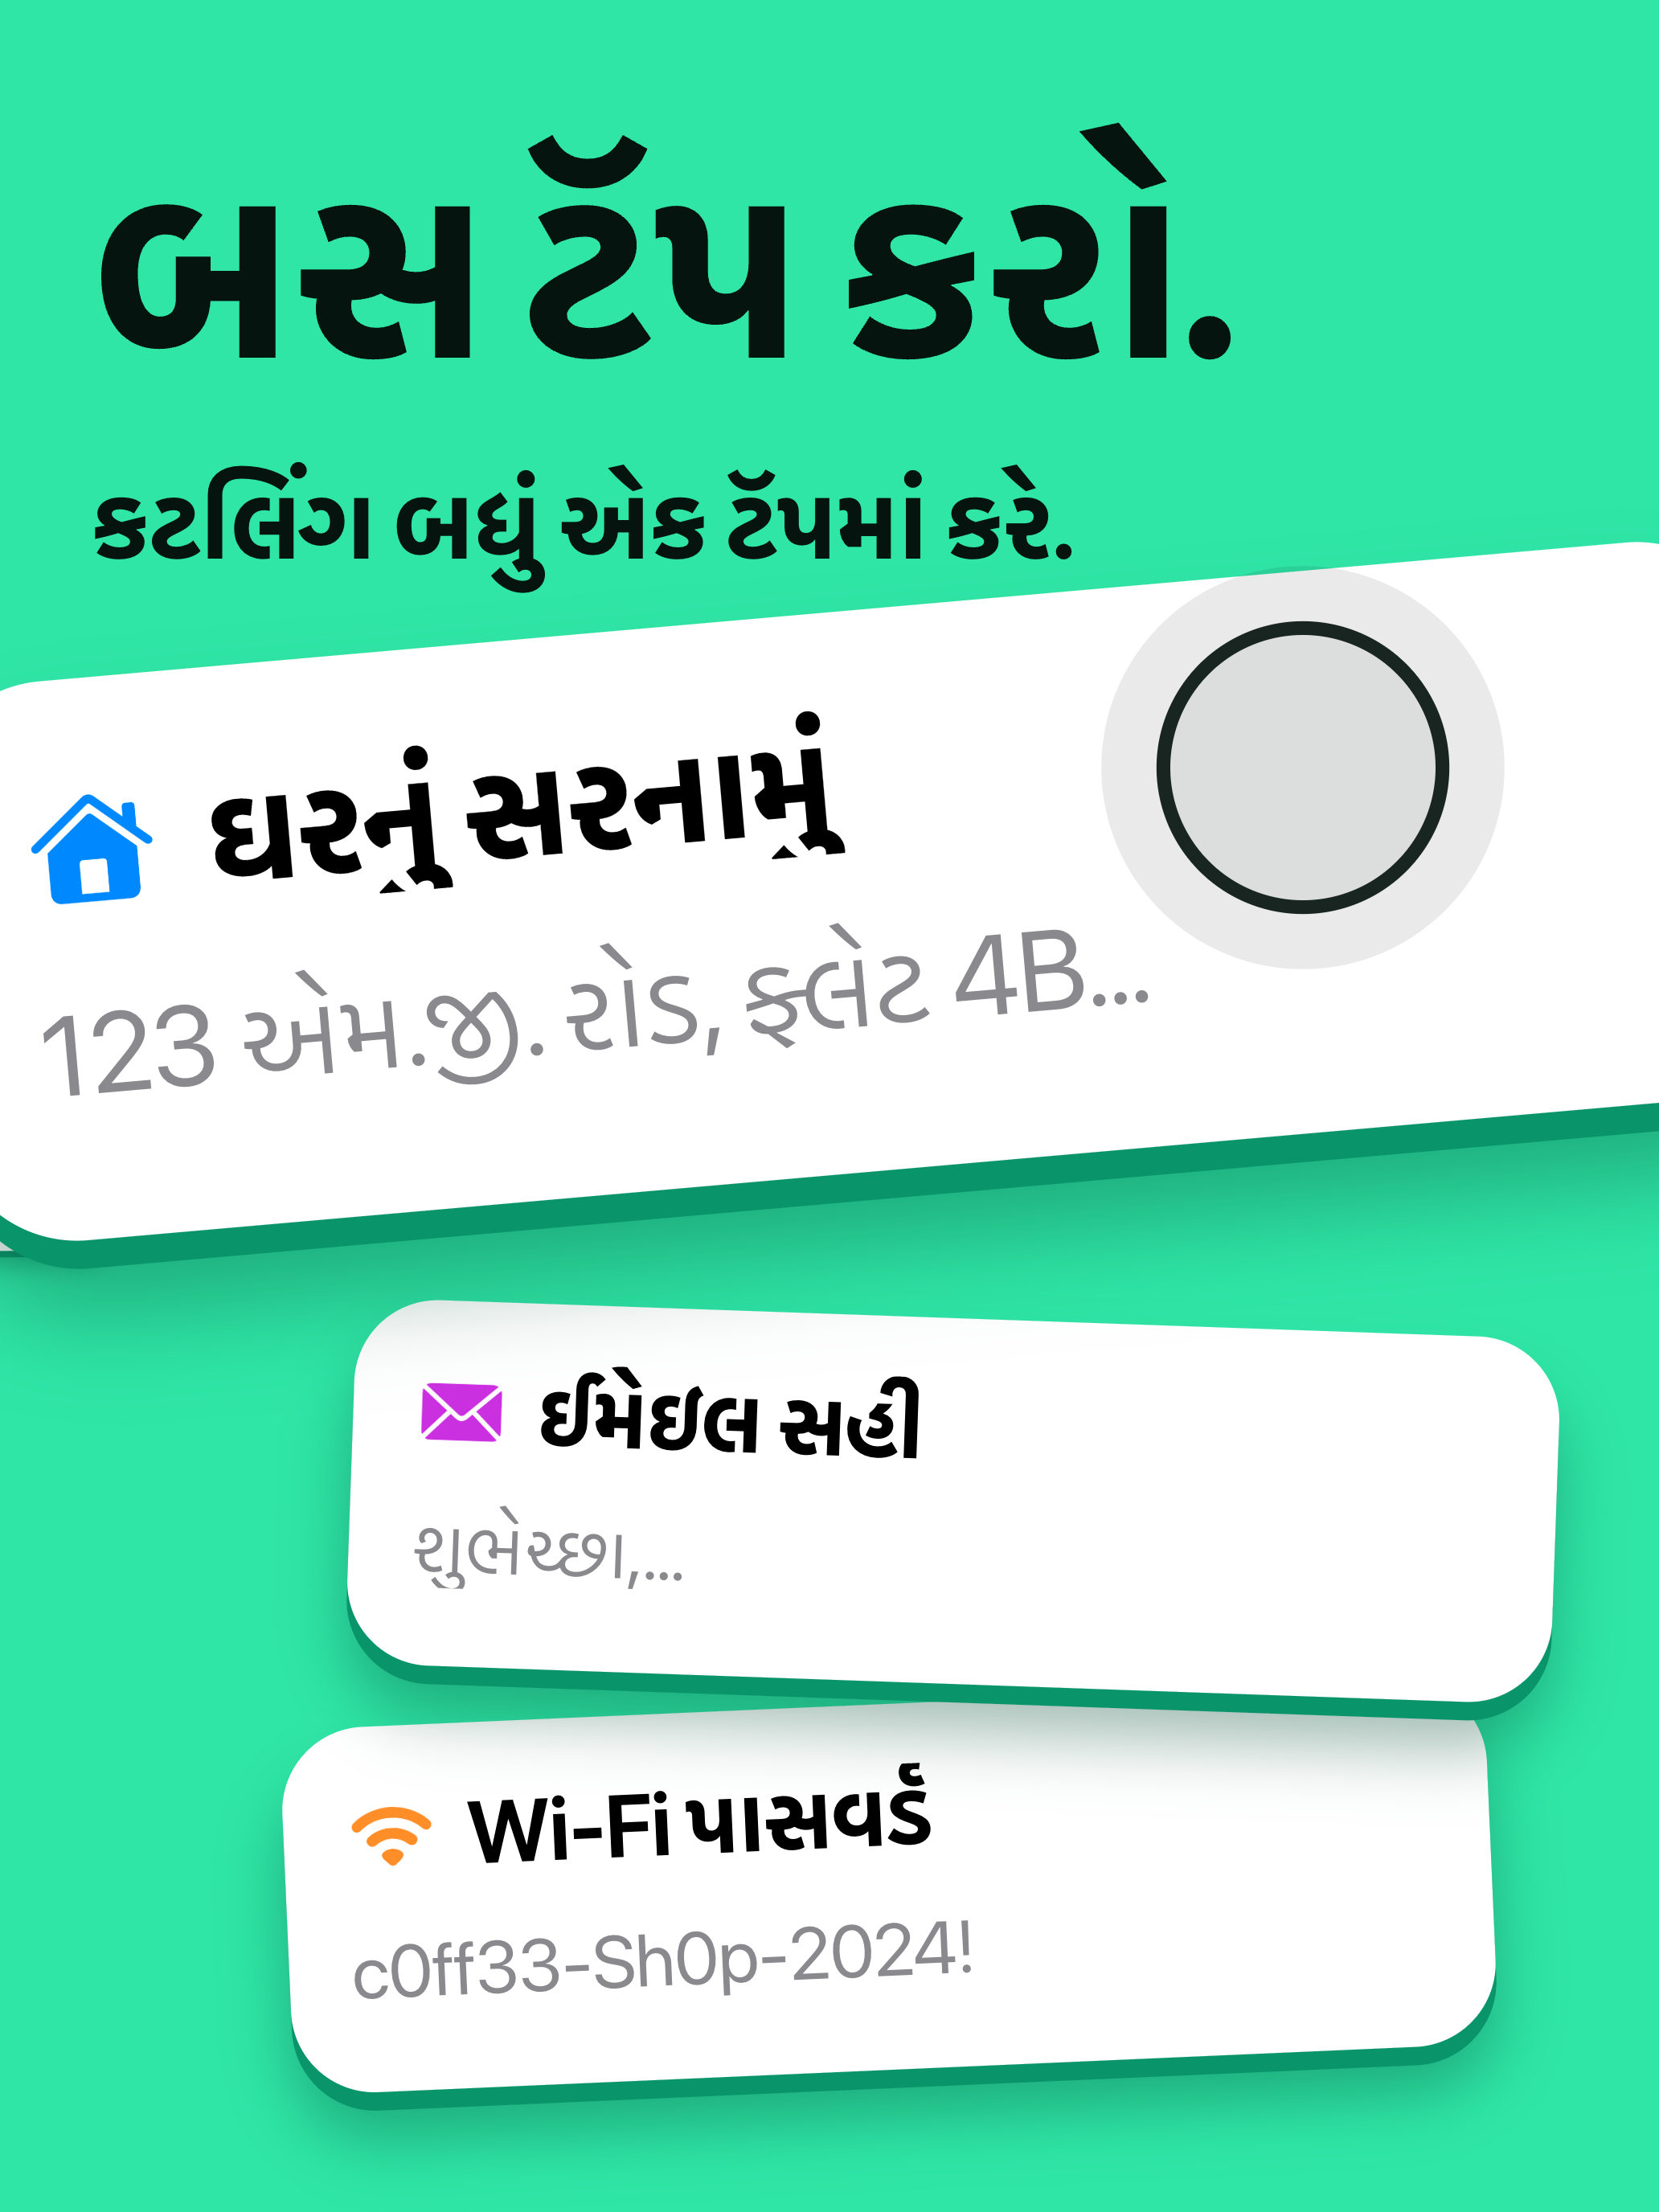 બસ ટૅપ કરો.
કટલિંગ બધું એક ટૅપમાં કરે.
ઘરનું સરનામું
123 એમ.જી. રોડ, ફ્લેટ 4B...
ઈમેઇલ સહી
શુભેચ્છા,...
Wi-Fi પાસવર્ડ
c0ff33-Sh0p-2024!